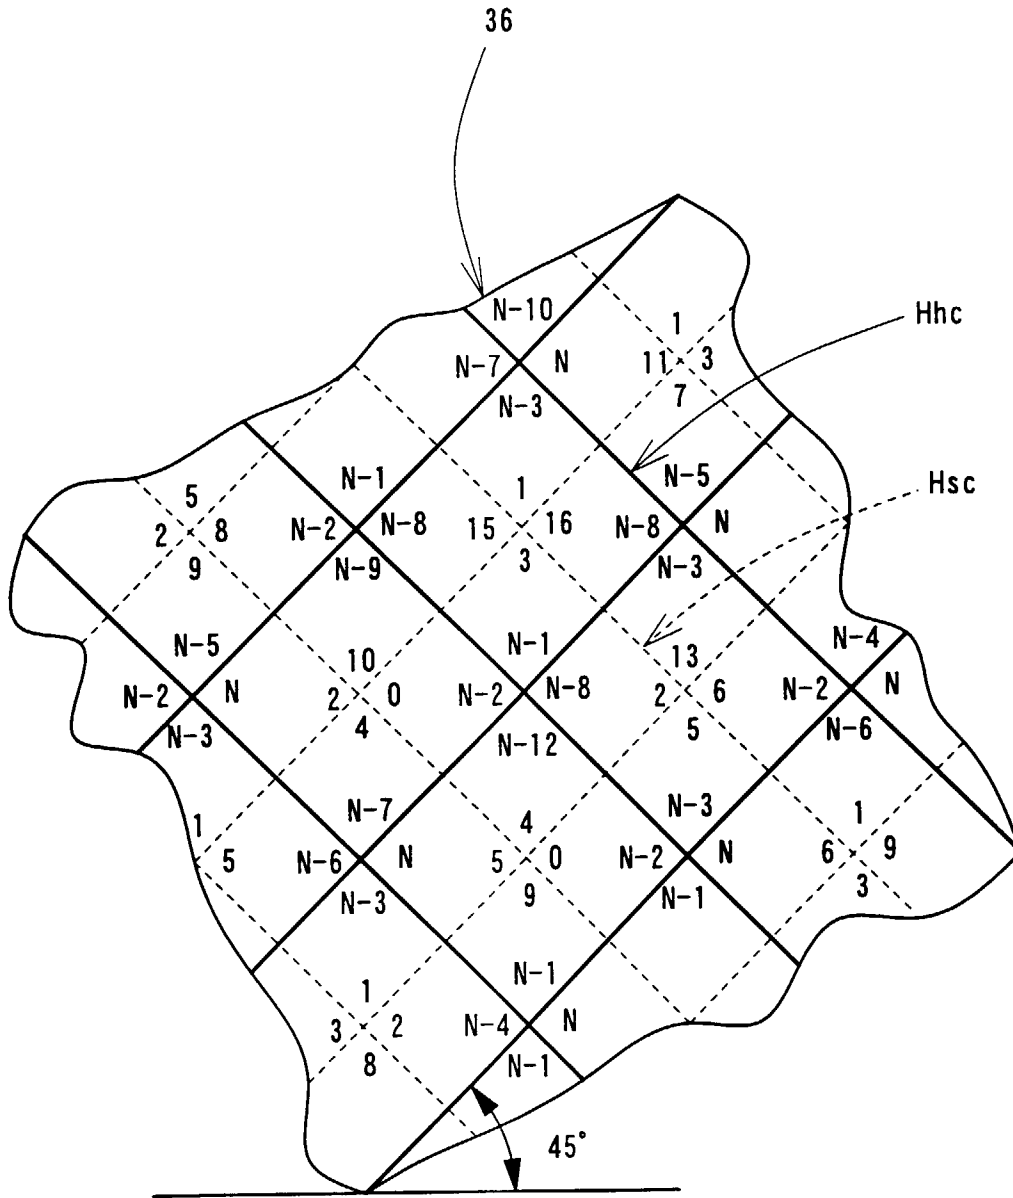 36
N-10
1
Hhc
N-7 N 11 3
N-3 7
N-1 1 N-5
5 Hsc
2 8 N-2 N-8 15 16 N-8 N
9 N-9 3 N-3
N-5 N-1 N-4
10 13
N-2 N 2 0 N-2 N-8 2 6 N-2 N
N-3 4 N-12 5 N-6
N-7 4 N-3 1
1
5 N-6 N 5 0 N-2 N 6 9
N-3 9 N-1 3
1 N-1
3 2 N-4 N
8 N-1
45°